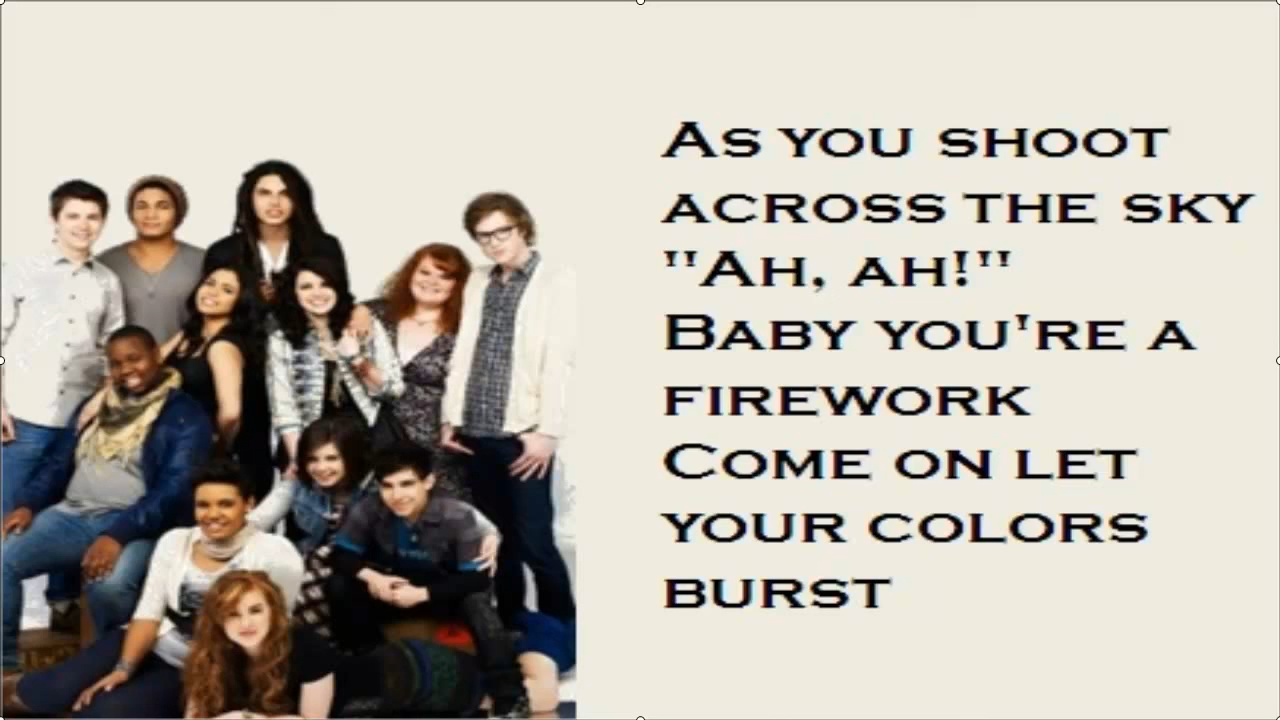 As you shoot
across the sky
"Ah, ah!"
Baby you're a
firework
Come on let
your colors
burst